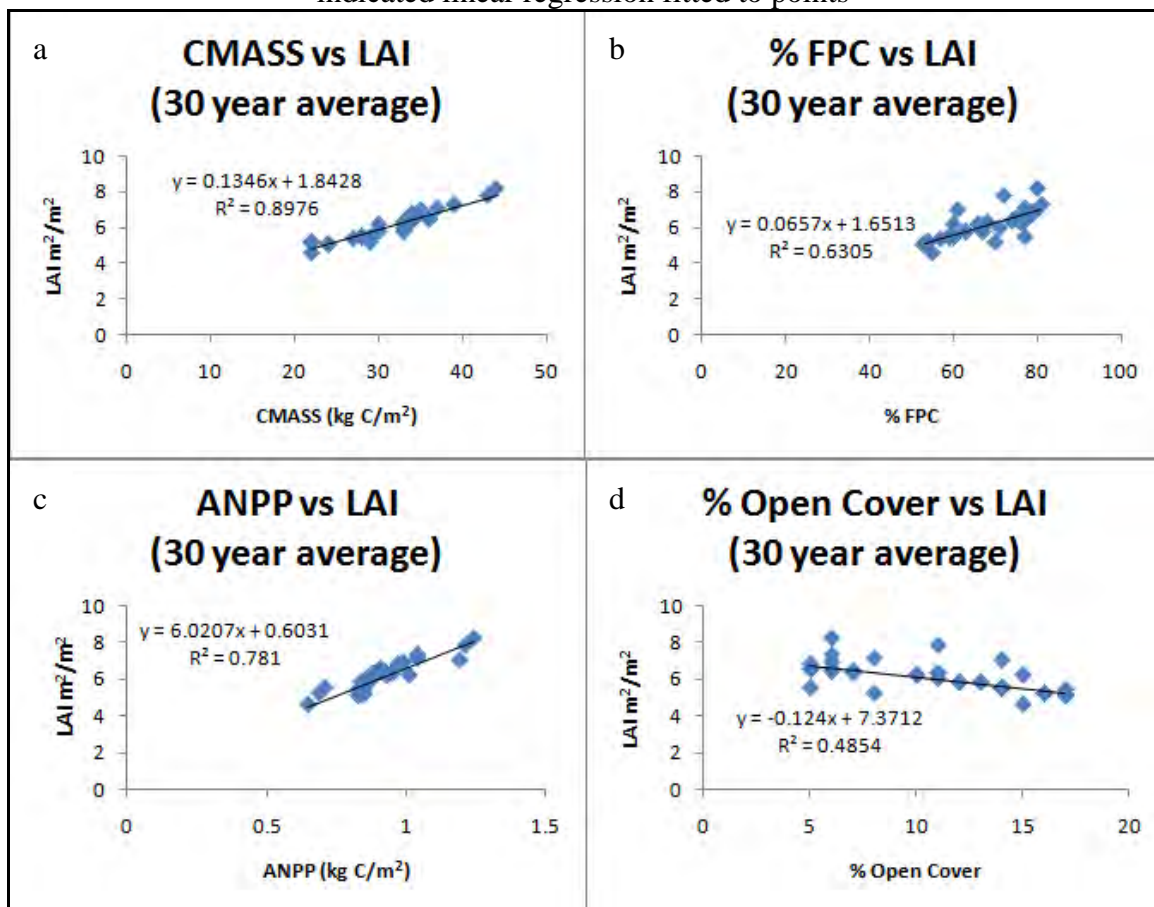 indicated linear regression fitted to points
a
CMASS vs LAI
(30 year average)
10
8
6
4
2
0
y = 0.1346x + 1.8428
R² = 0.8976
LAI m²/m²
0 10 20 30 40 50
CMASS (kg C/m²)
b
% FPC vs LAI
(30 year average)
10
8
6
4
2
0
y = 0.0657x + 1.6513
R² = 0.6305
LAI m²/m²
0 20 40 60 80 100
% FPC
c
ANPP vs LAI
(30 year average)
10
8
6
4
2
0
y = 6.0207x + 0.6031
R² = 0.781
LAI m²/m²
0 0.5 1 1.5
ANPP (kg C/m²)
d
% Open Cover vs LAI
(30 year average)
10
8
6
4
2
0
y = -0.124x + 7.3712
R² = 0.4854
LAI m²/m²
0 5 10 15 20
% Open Cover